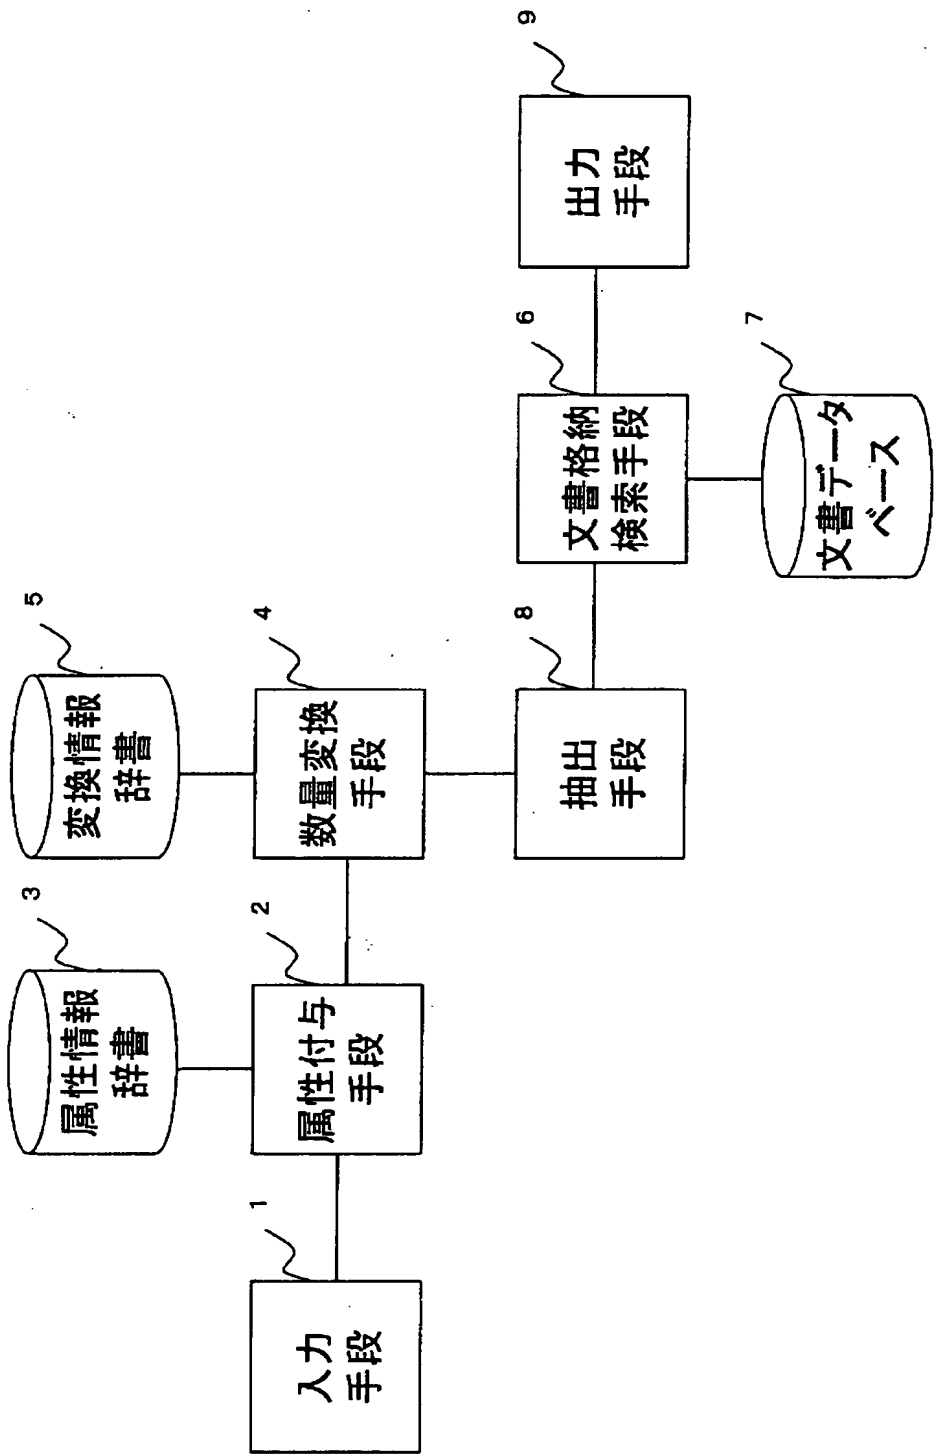 属性情報
辞書
3
変換情報
辞書
5
入力
手段
1
属性付与
手段
2
数量変換
手段
4
抽出
手段
8
文書格納
検索手段
6
出力
手段
9
文書データ
ベース
7